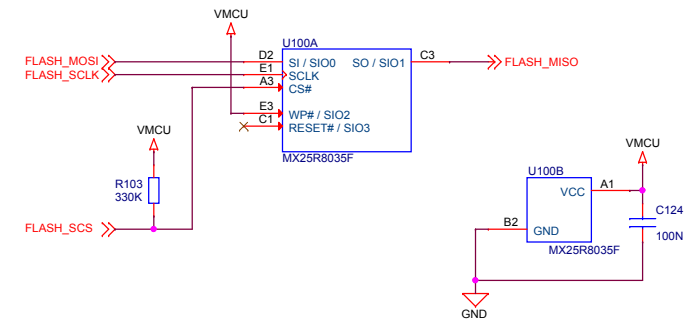 VMCU
U100A
FLASH_MOSI D2 SI / SIO0 SO / SIO1 C3 FLASH_MISO
FLASH_SCLK E1 SCLK
A3 CS#
E3 WP# / SIO2
C1 RESET# / SIO3
MX25R8035F
VMCU
R103
330K
FLASH_SCS
VMCU
U100B
VCC A1
C124
100N
B2 GND
MX25R8035F
GND